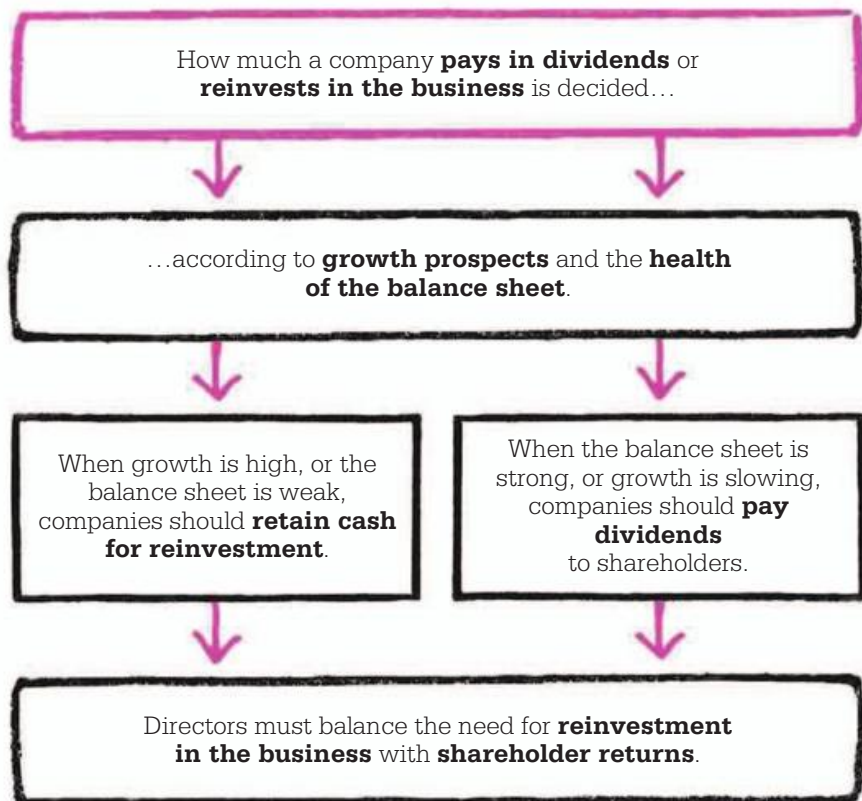 How much a company pays in dividends or
reinvests in the business is decided…
…according to growth prospects and the health
of the balance sheet.
When growth is high, or the
balance sheet is weak,
companies should retain cash
for reinvestment.
When the balance sheet is
strong, or growth is slowing,
companies should pay
dividends
to shareholders.
Directors must balance the need for reinvestment
in the business with shareholder returns.